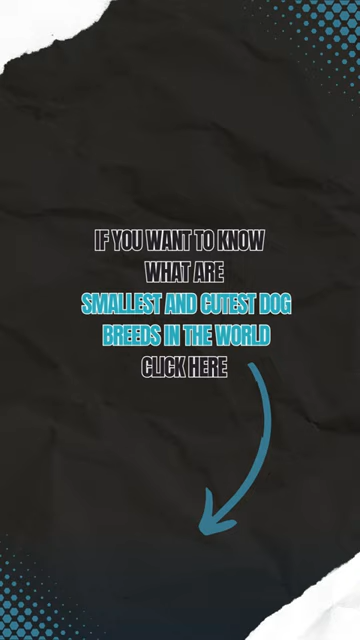 IF YOU WANT TO KNOW
WHAT ARE
SMALLEST AND CUTEST DOG
BREEDS IN THE WORLD
CLICK HERE